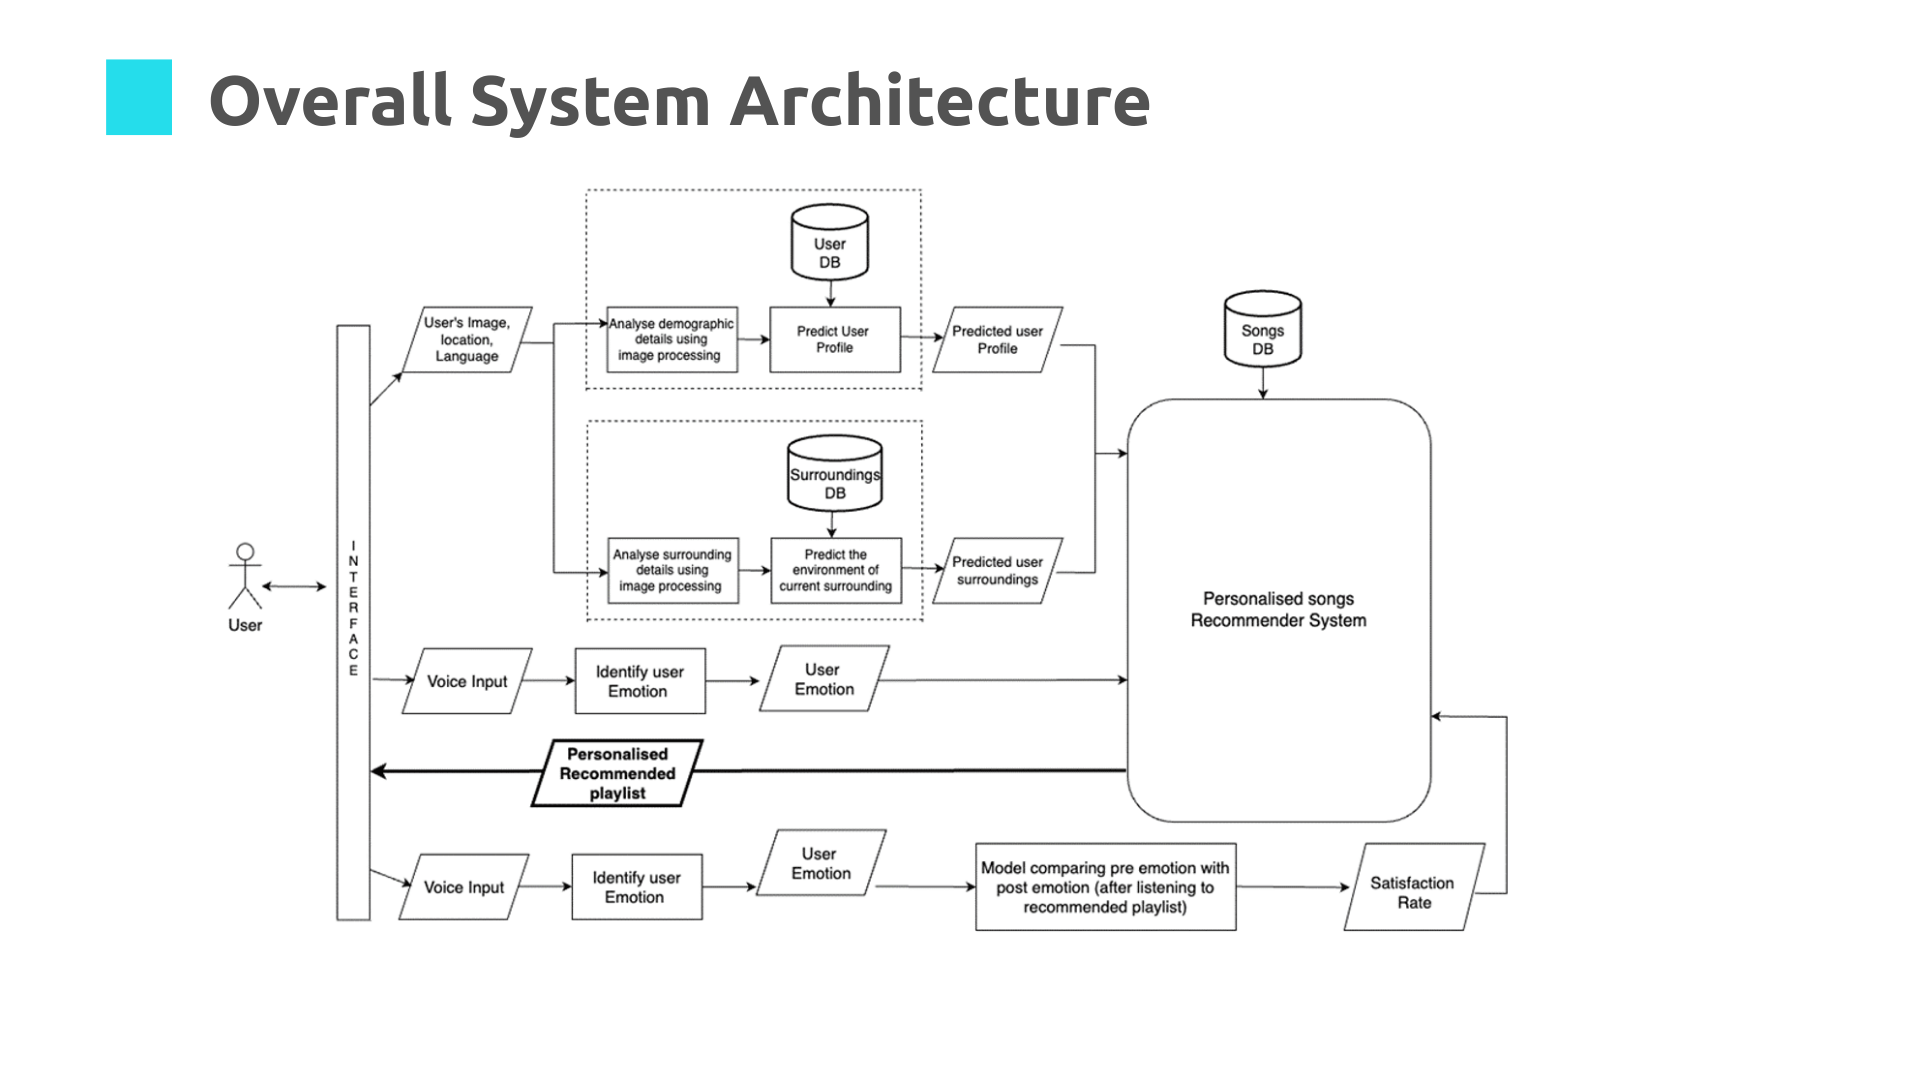 Overall System Architecture
User
DB
User's Image,
location,
Language
Analyse demographic
details using
image processing
Predict User
Profile
Predicted user
Profile
Songs
DB
Surroundings
DB
Analyse surrounding
details using
image processing
Predict the
environment of
current surrounding
Predicted user
surroundings
User
INTERFACE
Personalised songs
Recommender System
Voice Input
Identify user
Emotion
User
Emotion
Personalised
Recommended
playlist
Voice Input
Identify user
Emotion
User
Emotion
Model comparing pre emotion with
post emotion (after listening to
recommended playlist)
Satisfaction
Rate